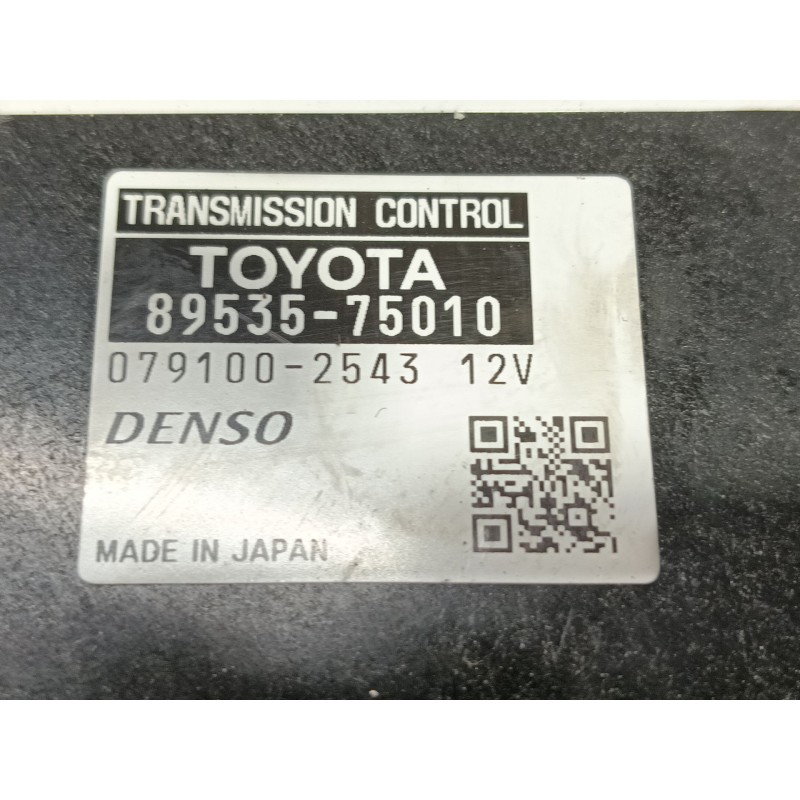 TRANSMISSION CONTROL
TOYOTA
89535-75010
079100-2543 12V
DENSO
MADE IN JAPAN